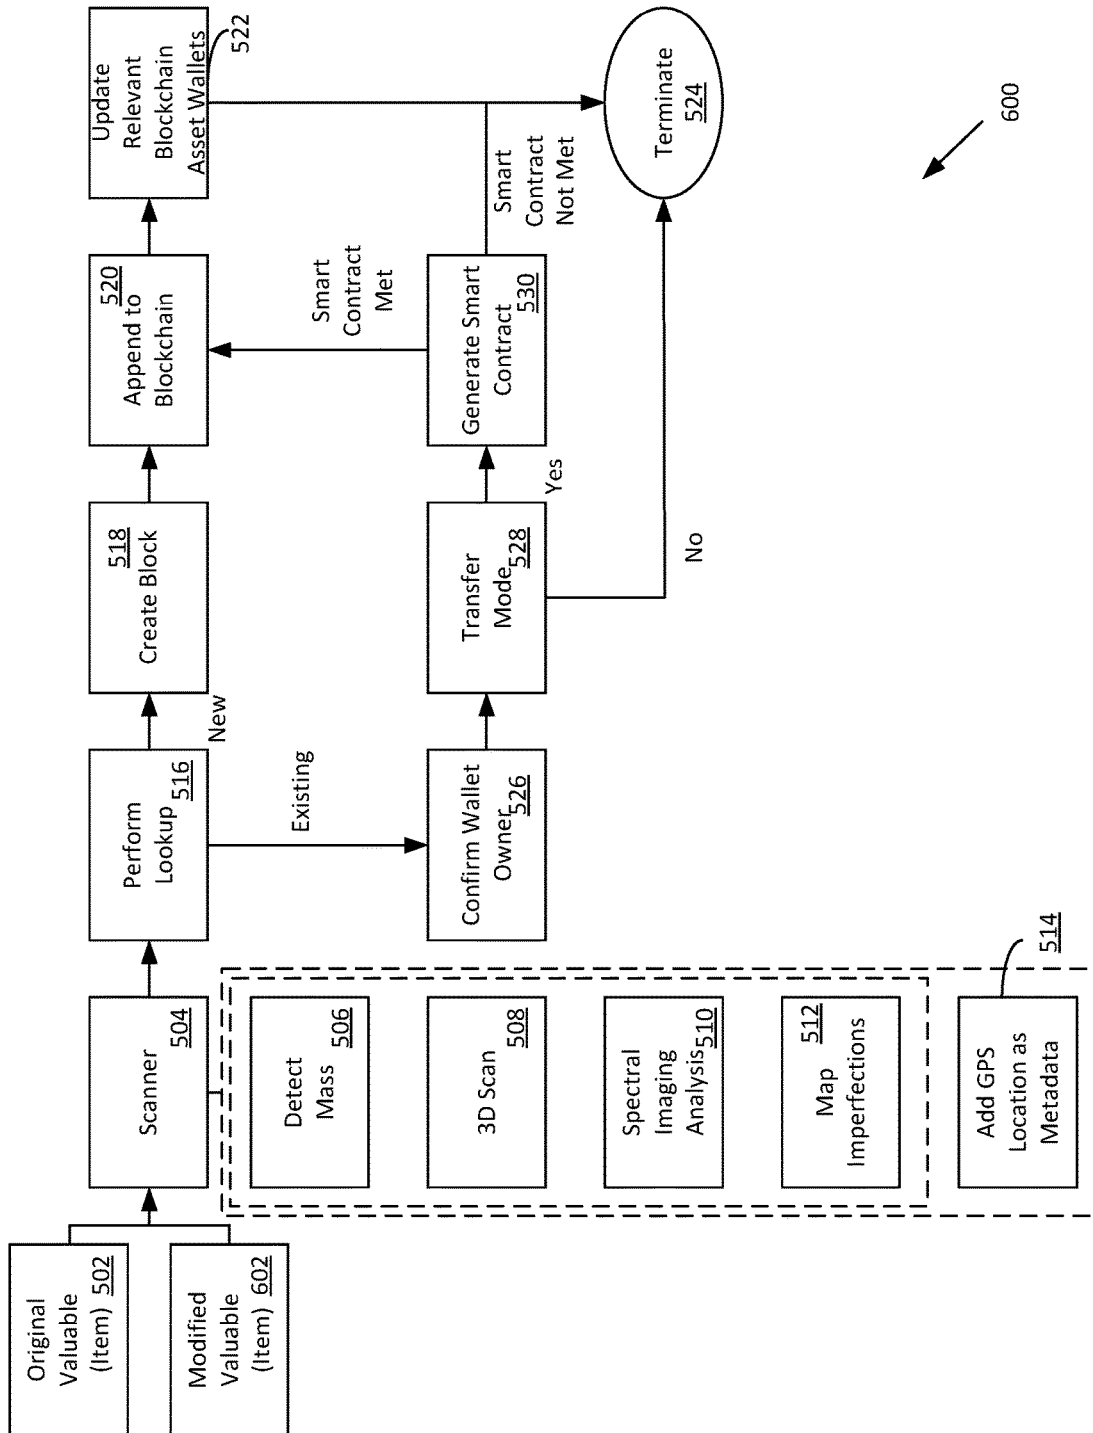 Original
Valuable
(Item) 502
Modified
Valuable
(Item) 602
Scanner
504
Detect
Mass
506
3D Scan
508
Spectral
Imaging
Analysis
510
512
Map
Imperfections
Add GPS
Location as
Metadata
514
Perform
Lookup
516
New
Existing
518
Create Block
520
Append to
Blockchain
Update
Relevant
Blockchain
Asset Wallets
522
Confirm Wallet
Owner
526
Transfer
Mode
528
Yes
No
Generate Smart
Contract
530
Smart
Contract
Met
Smart
Contract
Not Met
Terminate
524
600